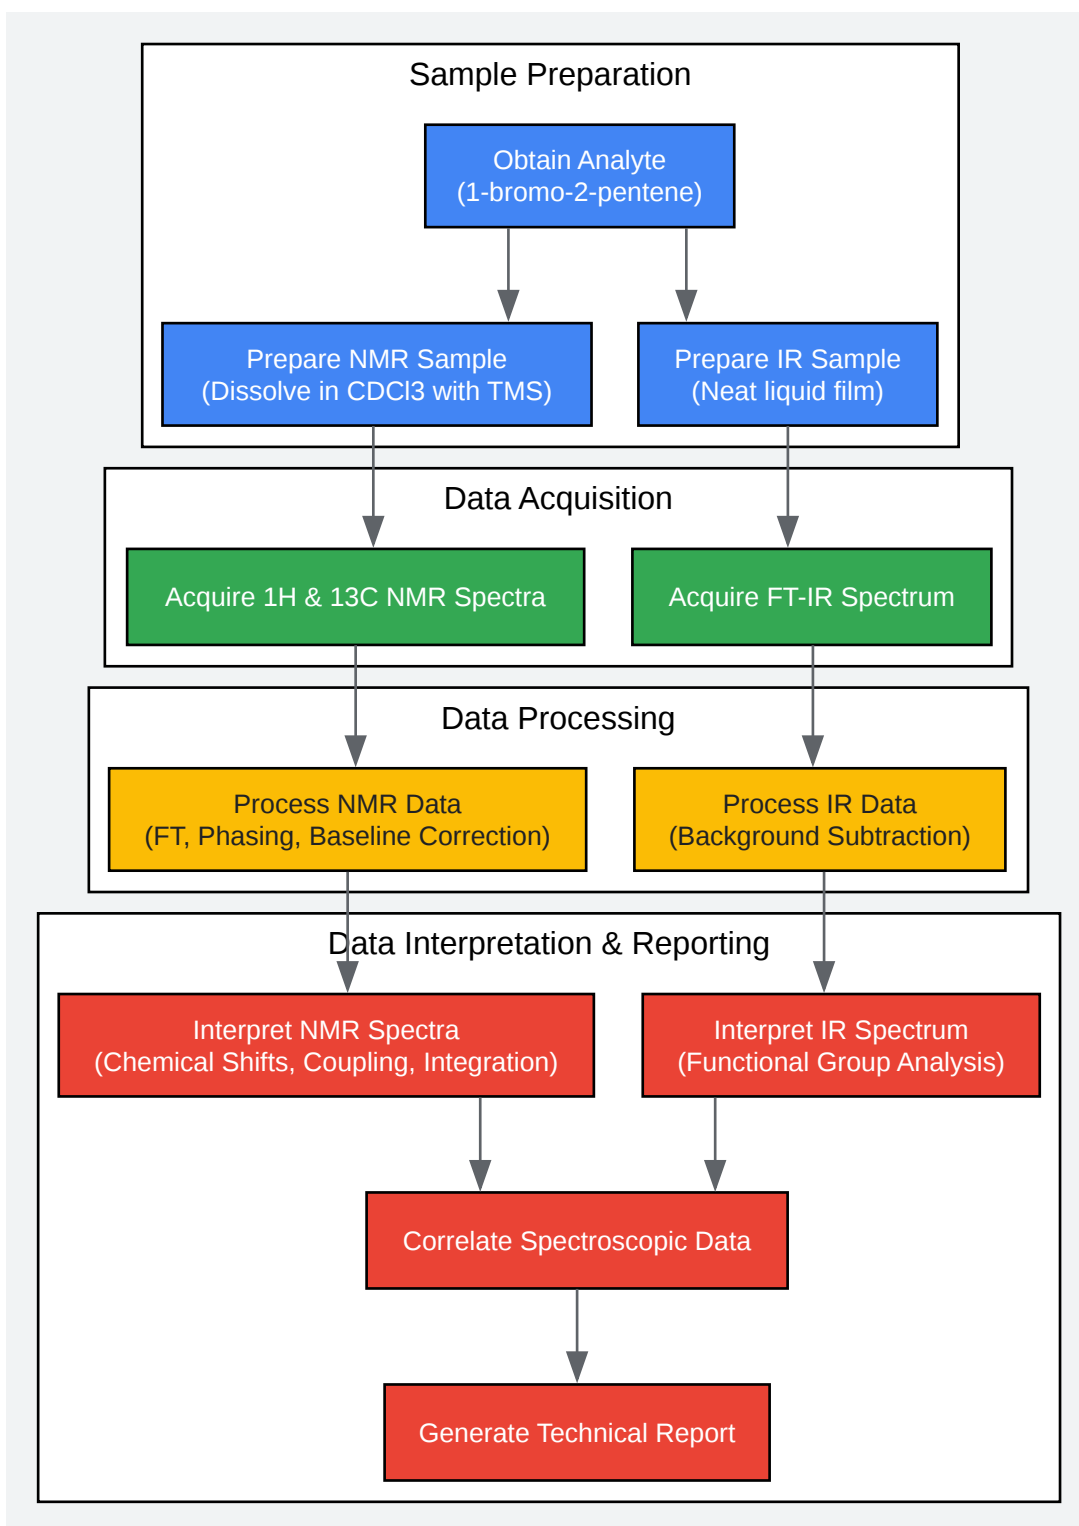 Sample Preparation
Obtain Analyte
(1-bromo-2-pentene)
Prepare NMR Sample
(Dissolve in CDCl3 with TMS)
Prepare IR Sample
(Neat liquid film)
Data Acquisition
Acquire 1H & 13C NMR Spectra
Acquire FT-IR Spectrum
Data Processing
Process NMR Data
(FT, Phasing, Baseline Correction)
Process IR Data
(Background Subtraction)
Data Interpretation & Reporting
Interpret NMR Spectra
(Chemical Shifts, Coupling, Integration)
Interpret IR Spectrum
(Functional Group Analysis)
Correlate Spectroscopic Data
Generate Technical Report